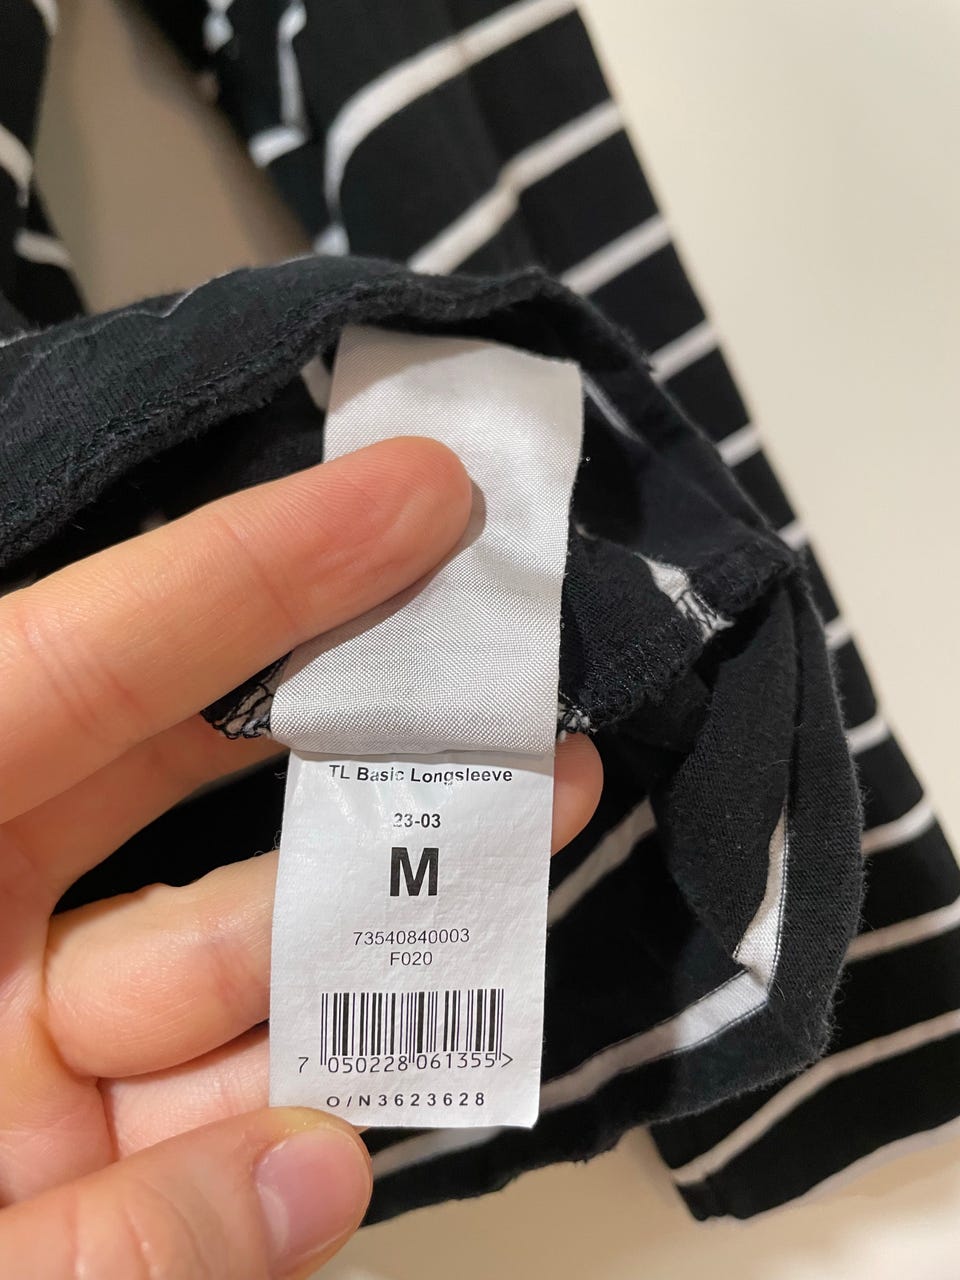 TL Basic Longsleeve
23-03
M
73540840003
F020
7 050228 061355 >
O/N3623628